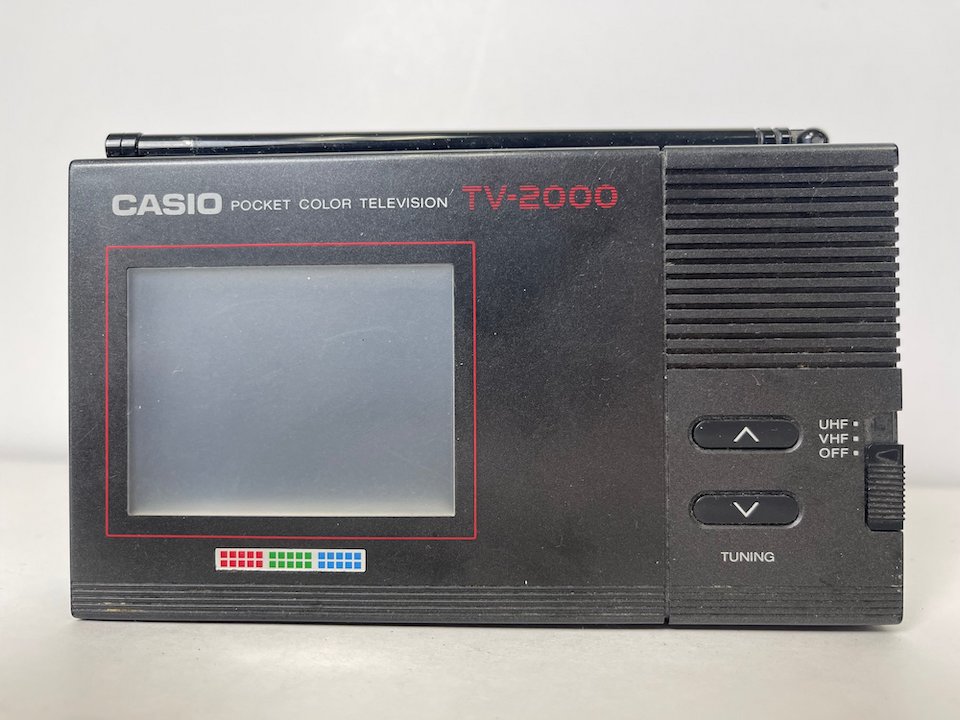 CASIO POCKET COLOR TELEVISION TV-2000
UHF
VHF
OFF
TUNING